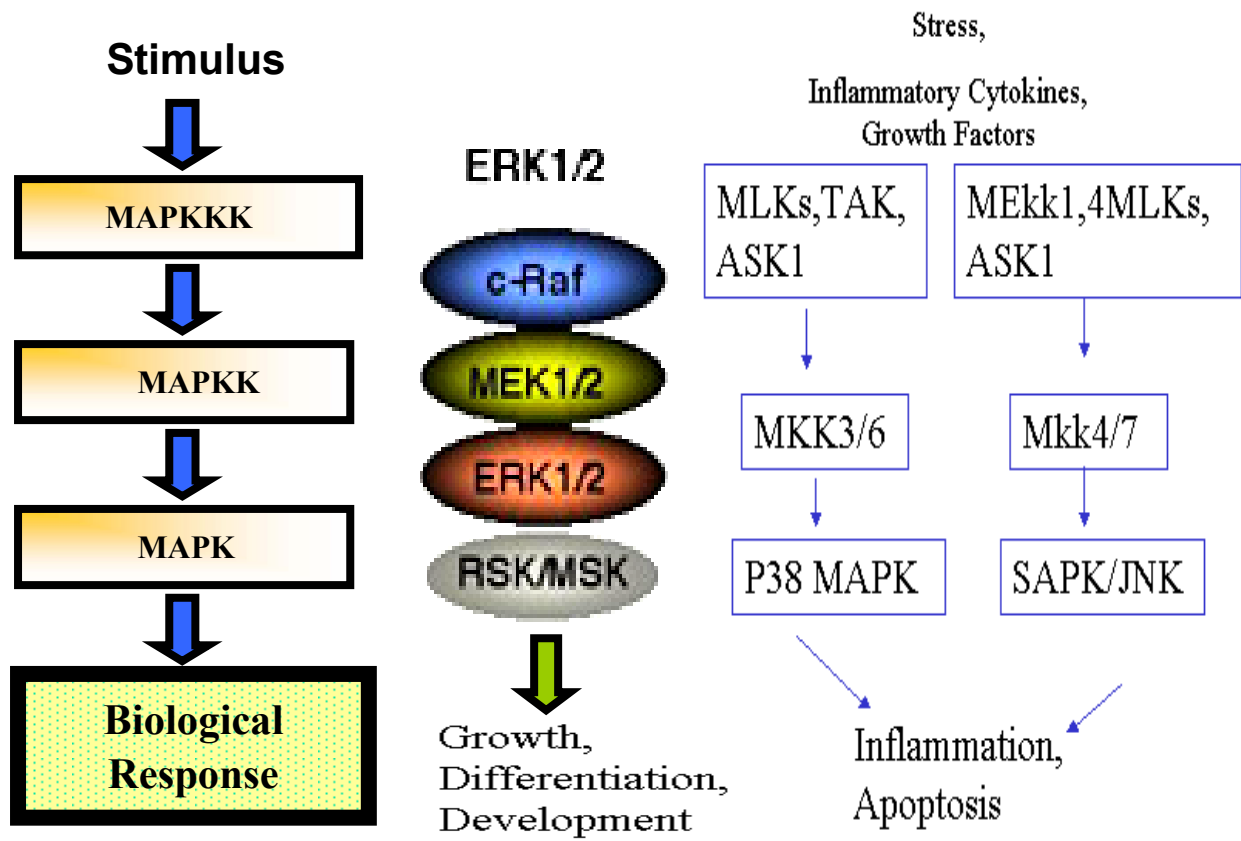 Stimulus
MAPKKK
MAPKK
MAPK
Biological
Response
ERK1/2
c-Raf
MEK1/2
ERK1/2
RSK/MSK
Growth,
Differentiation,
Development
Stress,
Inflammatory Cytokines,
Growth Factors
MLKs,TAK,
ASK1
MKK3/6
P38 MAPK
MEkk1,4MLKs,
ASK1
Mkk4/7
SAPK/JNK
Inflammation,
Apoptosis